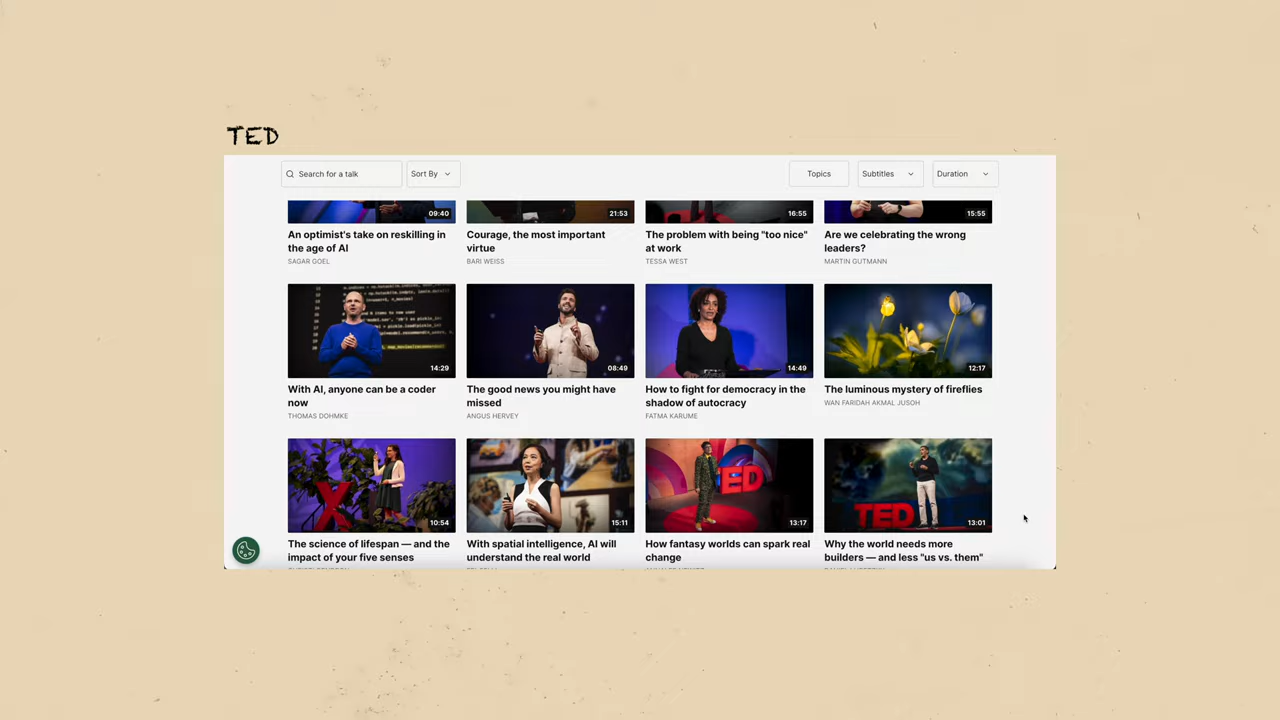 TED
Search for a talk
Sort By
Topics
Subtitles
Duration
09:40
21:53
16:55
15:55
An optimist's take on reskilling in
the age of AI
SAGAR GOEL
Courage, the most important
virtue
BARI WEISS
The problem with being "too nice"
at work
TESSA WEST
Are we celebrating the wrong
leaders?
MARTIN GUTMANN
14:29
08:49
14:49
12:17
With AI, anyone can be a coder
now
THOMAS DOHMKE
The good news you might have
missed
ANGUS HERVEY
How to fight for democracy in the
shadow of autocracy
FATMA KARUME
The luminous mystery of fireflies
WAN FARIDAH AKMAL JUSOH
X
TED
TED
10:54
15:11
13:17
13:01
The science of lifespan — and the
impact of your five senses
With spatial intelligence, AI will
understand the real world
How fantasy worlds can spark real
change
Why the world needs more
builders — and less "us vs. them"